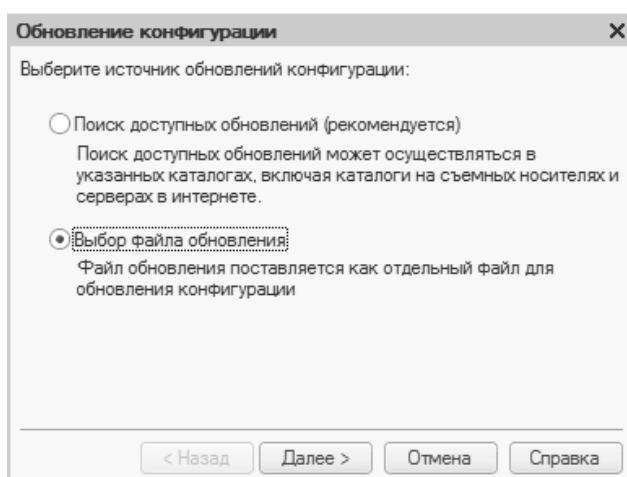 Обновление конфигурации
Выберите источник обновлений конфигурации:
Поиск доступных обновлений (рекомендуется)
Поиск доступных обновлений может осуществляться в
указанных каталогах, включая каталоги на съемных носителях и
серверах в интернете.
Выбор файла обновления
Файл обновления поставляется как отдельный файл для
обновления конфигурации
< Назад Далее > Отмена Справка